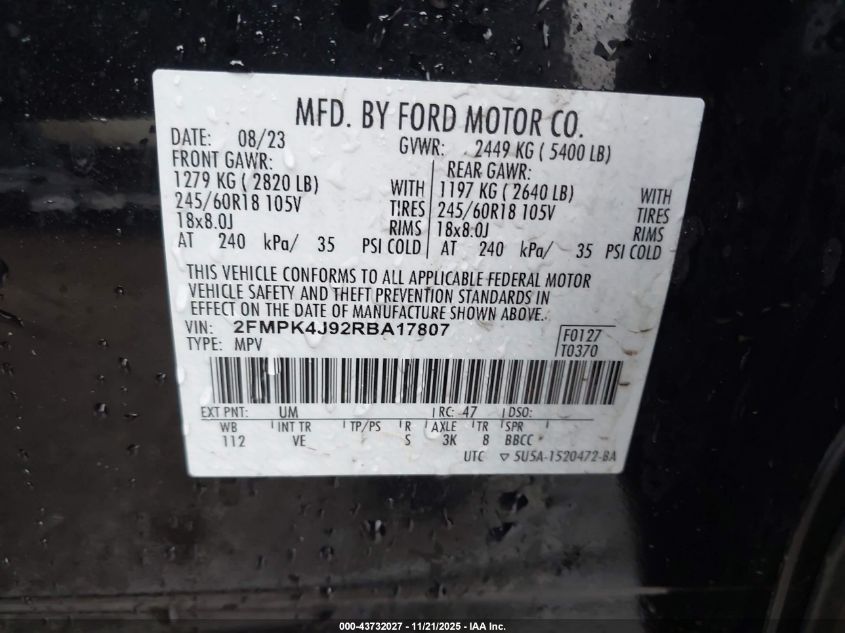 MFD. BY FORD MOTOR CO.
DATE: 08/23 GVWR: 2449 KG ( 5400 LB)
FRONT GAWR: REAR GAWR:
1279 KG ( 2820 LB) WITH 1197 KG ( 2640 LB) WITH
245/60R18 105V TIRES 245/60R18 105V TIRES
18x8.0J RIMS 18x8.0J RIMS
AT 240 kPa/ 35 PSI COLD AT 240 kPa/ 35 PSI COLD
THIS VEHICLE CONFORMS TO ALL APPLICABLE FEDERAL MOTOR
VEHICLE SAFETY AND THEFT PREVENTION STANDARDS IN
EFFECT ON THE DATE OF MANUFACTURE SHOWN ABOVE.
VIN: 2FMPK4J92RBA17807
TYPE: MPV
F0127
T0370
EXT PNT: UM RC: 47 DSO:
WB INT TR TP/PS R AXLE TR SPR
112 VE S 3K 8 BBCC
UTC ▽ 5U5A-1520472-BA
000-43732027 - 11/21/2025 - IAA Inc.